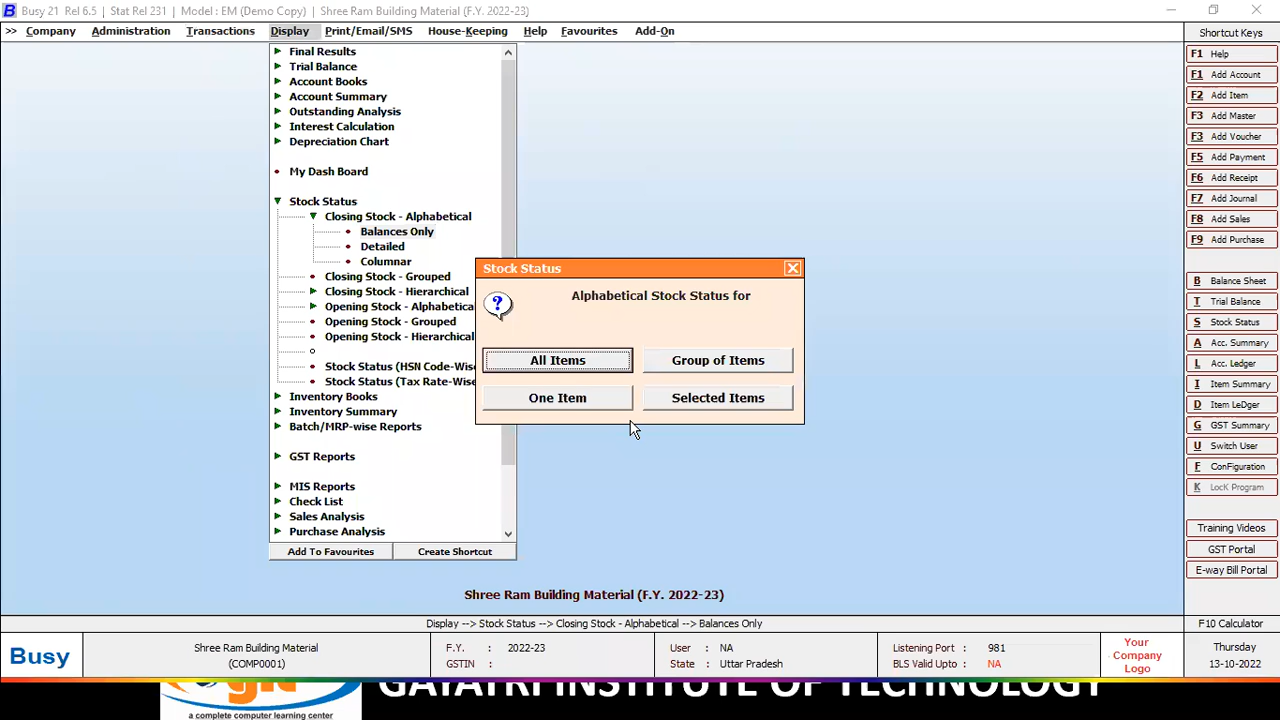 Busy 21 Rel 6.5 | Stat Rel 231 | Model : EM (Demo Copy) | Shree Ram Building Material (F.Y. 2022-23)
>> Company Administration Transactions Display Print/Email/SMS House-Keeping Help Favourites Add-On
Final Results
Trial Balance
Account Books
Account Summary
Outstanding Analysis
Interest Calculation
Depreciation Chart
My Dash Board
Stock Status
Closing Stock - Alphabetical
Balances Only
Detailed
Columnar
Closing Stock - Grouped
Closing Stock - Hierarchical
Opening Stock - Alphabetica
Opening Stock - Grouped
Opening Stock - Hierarchical
Stock Status (HSN Code-Wis
Stock Status (Tax Rate-Wise
Inventory Books
Inventory Summary
Batch/MRP-wise Reports
GST Reports
MIS Reports
Check List
Sales Analysis
Purchase Analysis
Add To Favourites Create Shortcut
Stock Status
?
Alphabetical Stock Status for
All Items Group of Items
One Item Selected Items
Shortcut Keys
F1 Help
F1 Add Account
F2 Add Item
F3 Add Master
F3 Add Voucher
F5 Add Payment
F6 Add Receipt
F7 Add Journal
F8 Add Sales
F9 Add Purchase
B Balance Sheet
T Trial Balance
S Stock Status
A Acc. Summary
L Acc. Ledger
I Item Summary
D Item LeDger
G GST Summary
U Switch User
F ConFiguration
K LocK Program
Training Videos
GST Portal
E-way Bill Portal
Shree Ram Building Material (F.Y. 2022-23)
Display --> Stock Status --> Closing Stock - Alphabetical --> Balances Only
F10 Calculator
Busy
Shree Ram Building Material
(COMP0001)
F.Y. : 2022-23
GSTIN :
User : NA
State : Uttar Pradesh
Listening Port : 981
BLS Valid Upto : NA
Your
Company
Logo
Thursday
13-10-2022
GAYATRI INSTITUTE OF TECHNOLOGY
a complete computer learning center